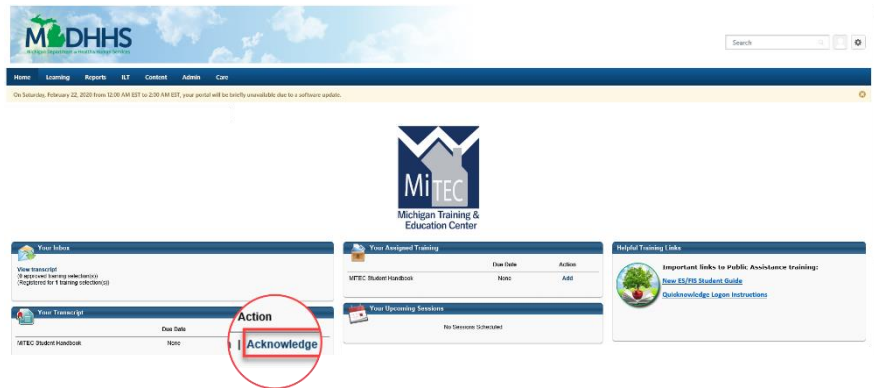 MDHHS
Michigan Department of Health & Human Services
Search
Home Learning Reports ILT Content Admin Core
On Saturday, February 22, 2020 from 12:00 AM EST to 2:00 AM EST, your portal will be briefly unavailable due to a software update.
MiTEC
Michigan Training &
Education Center
Your Inbox
View transcript
approved training selection(s)
(Registered for 1 training selection(s)
Your Transcript
Due Date
Action
MiTEC Student Handbook None | Acknowledge
Your Assigned Training
Due Date Action
MiTEC Student Handbook None Add
Your Upcoming Sessions
No Sessions Scheduled
Helpful Training Links
Important links to Public Assistance training:
New ES/FIS Student Guide
Quicknowledge Logon Instructions